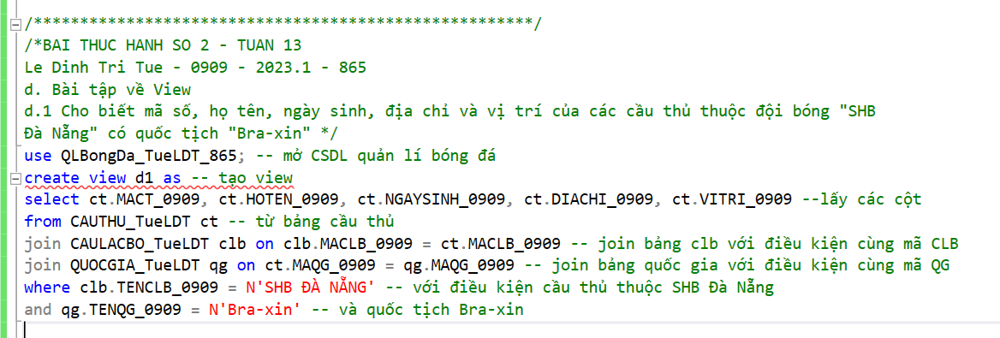 /******************************************************/
/*BAI THUC HANH SO 2 - TUAN 13
Le Dinh Tri Tue - 0909 - 2023.1 - 865
d. Bài tập về View
d.1 Cho biết mã số, họ tên, ngày sinh, địa chỉ và vị trí của các cầu thủ thuộc đội bóng "SHB
Đà Nẵng" có quốc tịch "Bra-xin" */
use QLBongDa_TueLDT_865; -- mở CSDL quản lí bóng đá
create view d1 as -- tạo view
select ct.MACT_0909, ct.HOTEN_0909, ct.NGAYSINH_0909, ct.DIACHI_0909, ct.VITRI_0909 --lấy các cột
from CAUTHU_TueLDT ct -- từ bảng cầu thủ
join CAULACBO_TueLDT clb on clb.MACLB_0909 = ct.MACLB_0909 -- join bảng clb với điều kiện cùng mã CLB
join QUOCGIA_TueLDT qg on ct.MAQG_0909 = qg.MAQG_0909 -- join bảng quốc gia với điều kiện cùng mã QG
where clb.TENCLB_0909 = N'SHB ĐÀ NẴNG' -- với điều kiện cầu thủ thuộc SHB Đà Nẵng
and qg.TENQG_0909 = N'Bra-xin' -- và quốc tịch Bra-xin